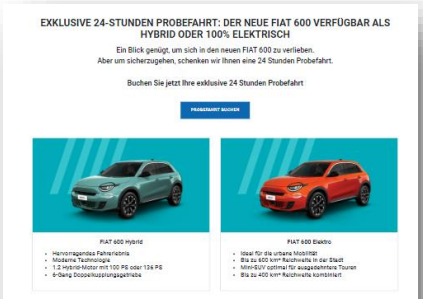 EXKLUSIVE 24-STUNDEN PROBEFAHRT: DER NEUE FIAT 600 VERFÜGBAR ALS
HYBRID ODER 100% ELEKTRISCH
Ein Blick genügt, um sich in den neuen FIAT 600 zu verlieben.
Aber um sicherzugehen, schenken wir Ihnen eine 24 Stunden Probefahrt.
Buchen Sie jetzt Ihre exklusive 24 Stunden Probefahrt
PROBEFAHRT BUCHEN
FIAT 600 Hybrid
FIAT 600 Elektro
• Hervorragendes Fahrerlebnis
• Moderne Technologie
• 1.2 Hybrid-Motor mit 100 PS oder 136 PS
• 6-Gang Doppelkupplungsgetriebe
• Ideal für die urbane Mobilität
• Bis zu 600 km* Reichweite in der Stadt
• Mini-SUV optimal für ausgedehntere Touren
• Bis zu 400 km* Reichweite kombiniert